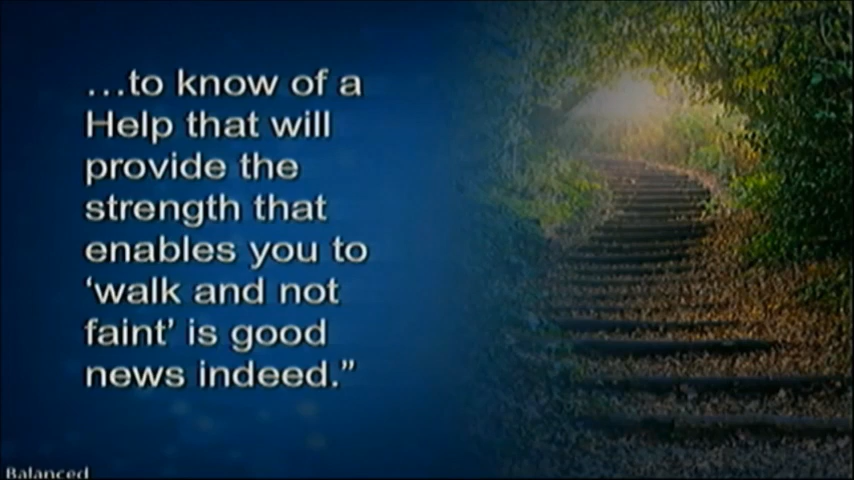 …to know of a
Help that will
provide the
strength that
enables you to
‘walk and not
faint’ is good
news indeed.”
Balanced